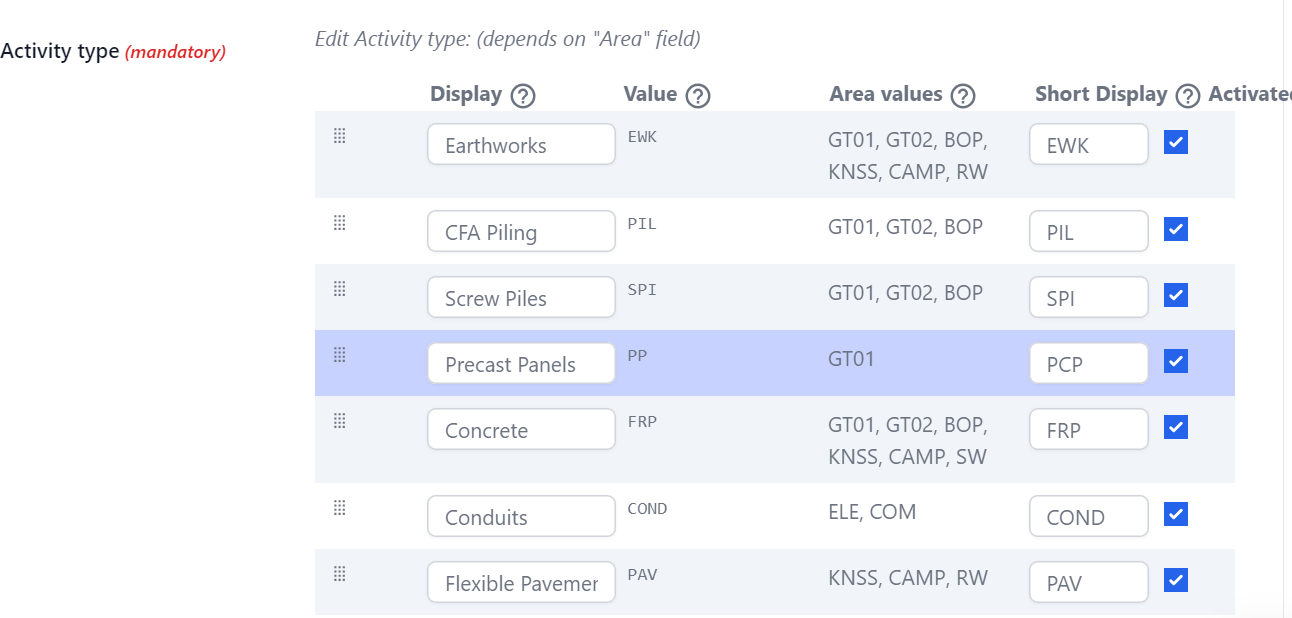 Edit Activity type: (depends on "Area" field)
Activity type (mandatory)
Display Value Area values Short Display Activate
Earthworks EWK GT01, GT02, BOP, EWK
KNSS, CAMP, RW
CFA Piling PIL GT01, GT02, BOP PIL
Screw Piles SPI GT01, GT02, BOP SPI
Precast Panels PP GT01 PCP
Concrete FRP GT01, GT02, BOP, FRP
KNSS, CAMP, SW
Conduits COND ELE, COM COND
Flexible Pavemer PAV KNSS, CAMP, RW PAV